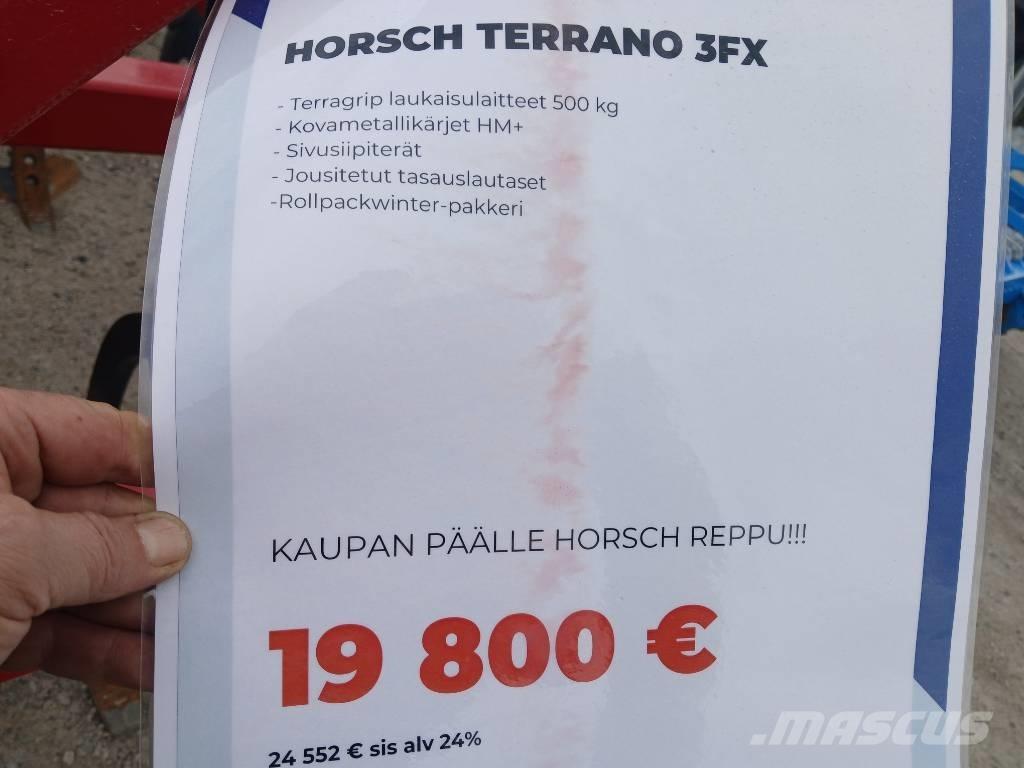 HORSCH TERRANO 3FX
- Terragrip laukaisulaitteet 500 kg
- Kovametallikärjet HM+
- Sivusiipiterät
- Jousitetut tasauslautaset
-Rollpackwinter-pakkeri
KAUPAN PÄÄLLE HORSCH REPPU!!!
19 800 €
24 552 € sis alv 24%
.mascus